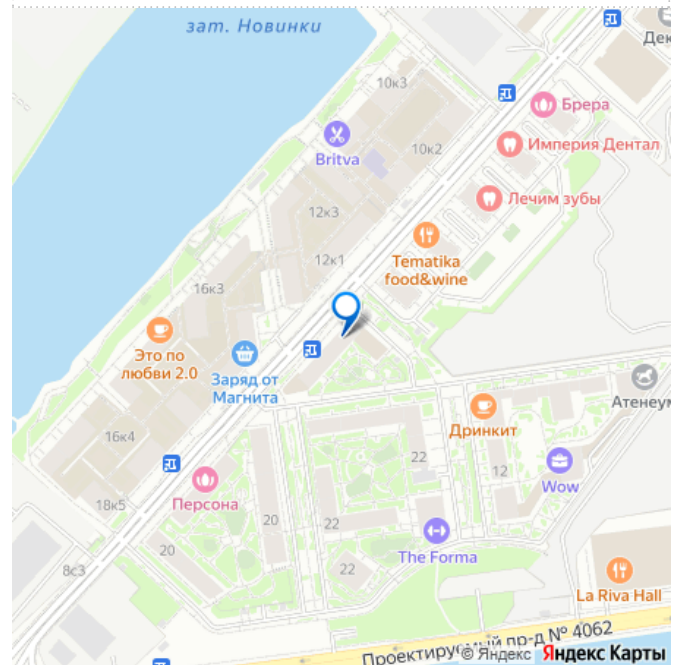 зат. Новинки
Дек
10к3
Брера
Britva
10к2
Империя Дентал
Лечим зубы
12к3
Tematika
food&wine
12к1
16к3
Это по
любви 2.0
Заряд от
Магнита
Атенеум
Дринкит
16к4
22
12
Wow
18к5
Персона
20
22
The Forma
20
22
8с3
La Riva Hall
Проектируемый пр-д № 4062
© Яндекс Яндекс Карты